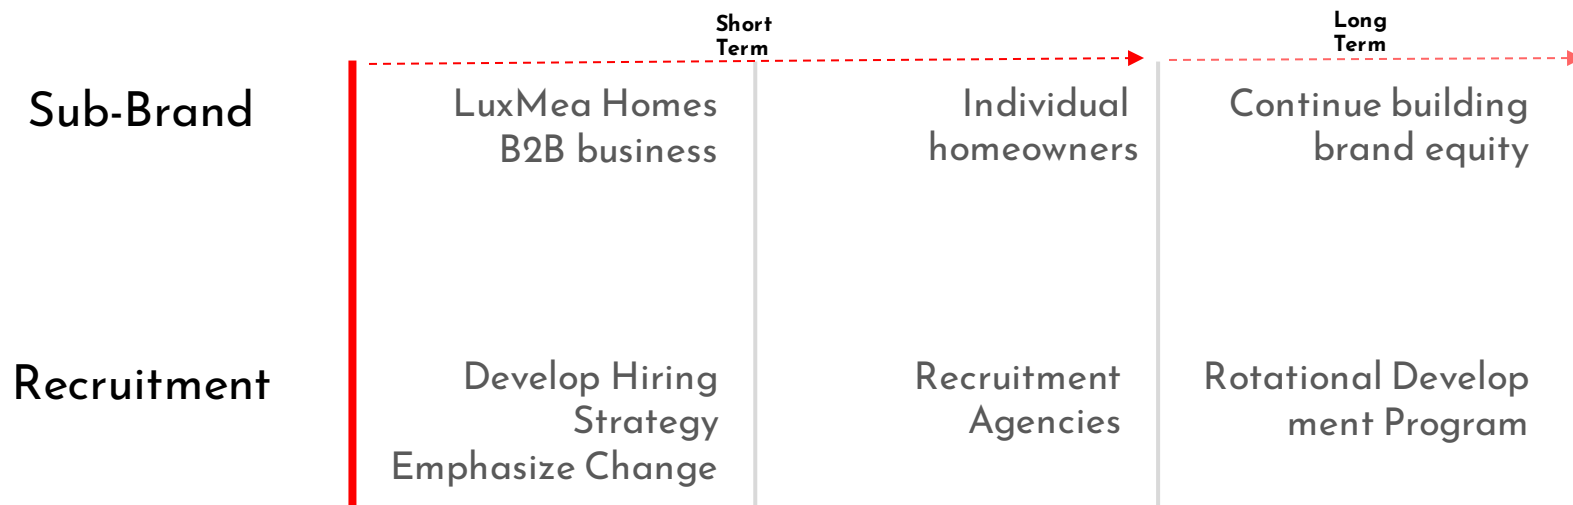 Short
Term
Long
Term
Sub-Brand
LuxMea Homes
B2B business
Individual
homeowners
Continue building
brand equity
Recruitment
Develop Hiring
Strategy
Emphasize Change
Recruitment
Agencies
Rotational Develop
ment Program